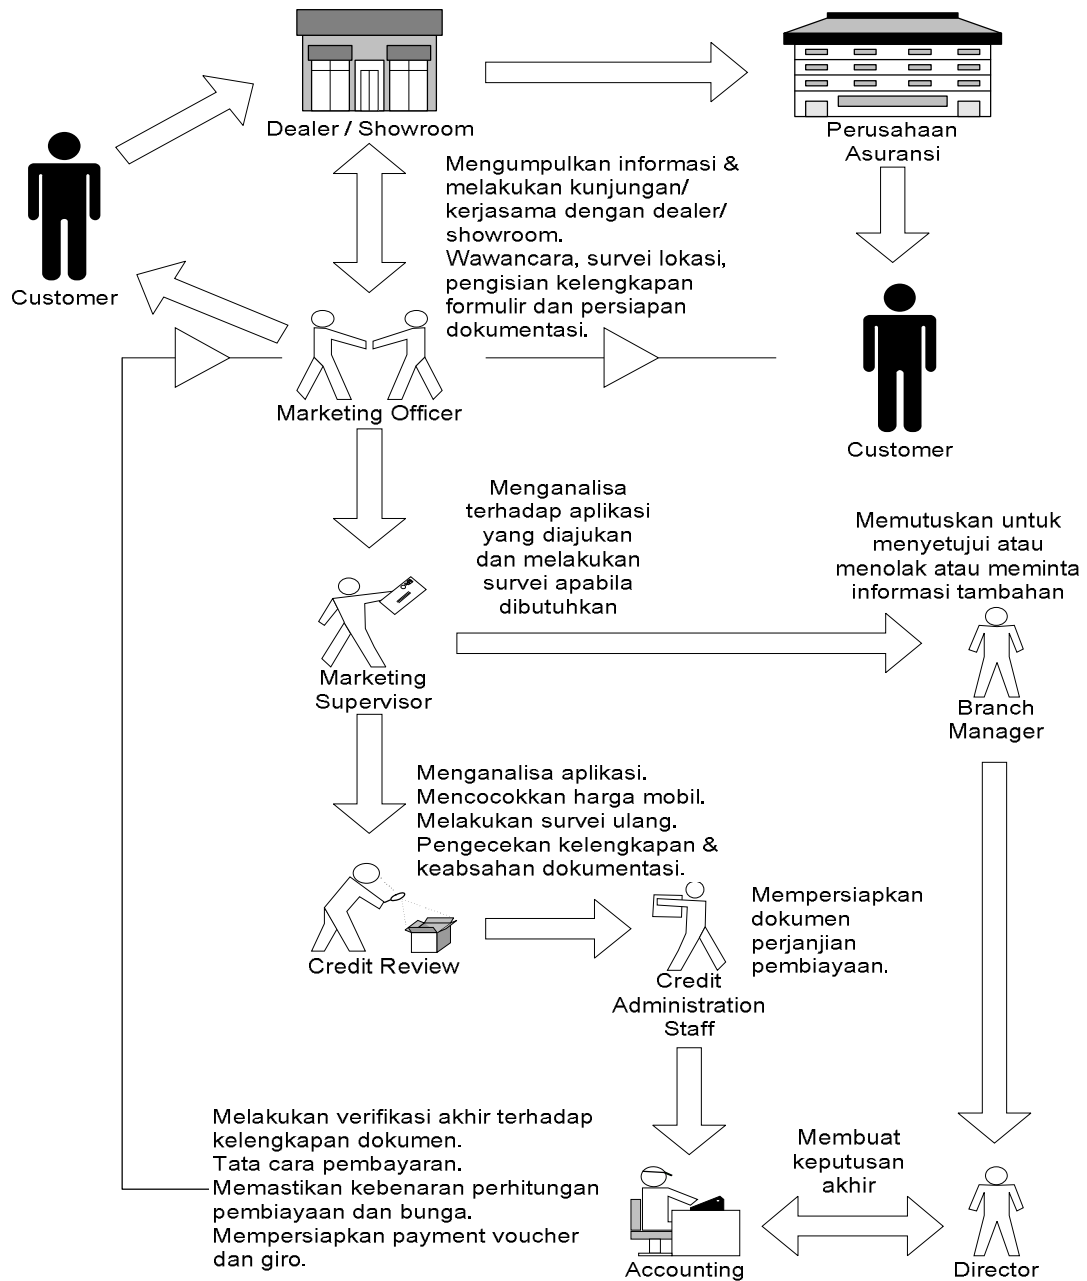 Dealer / Showroom
Perusahaan
Asuransi
Customer
Mengumpulkan informasi &
melakukan kunjungan/
kerjasama dengan dealer/
showroom.
Wawancara, survei lokasi,
pengisian kelengkapan
formulir dan persiapan
dokumentasi.
Marketing Officer
Customer
Menganalisa
terhadap aplikasi
yang diajukan
dan melakukan
survei apabila
dibutuhkan
Memutuskan untuk
menyetujui atau
menolak atau meminta
informasi tambahan
Marketing
Supervisor
Branch
Manager
Menganalisa aplikasi.
Mencocokkan harga mobil.
Melakukan survei ulang.
Pengecekan kelengkapan &
keabsahan dokumentasi.
Credit Review
Mempersiapkan
dokumen
perjanjian
pembiayaan.
Credit
Administration
Staff
Melakukan verifikasi akhir terhadap
kelengkapan dokumen.
Tata cara pembayaran.
Memastikan kebenaran perhitungan
pembiayaan dan bunga.
Mempersiapkan payment voucher
dan giro.
Membuat
keputusan
akhir
Accounting
Director